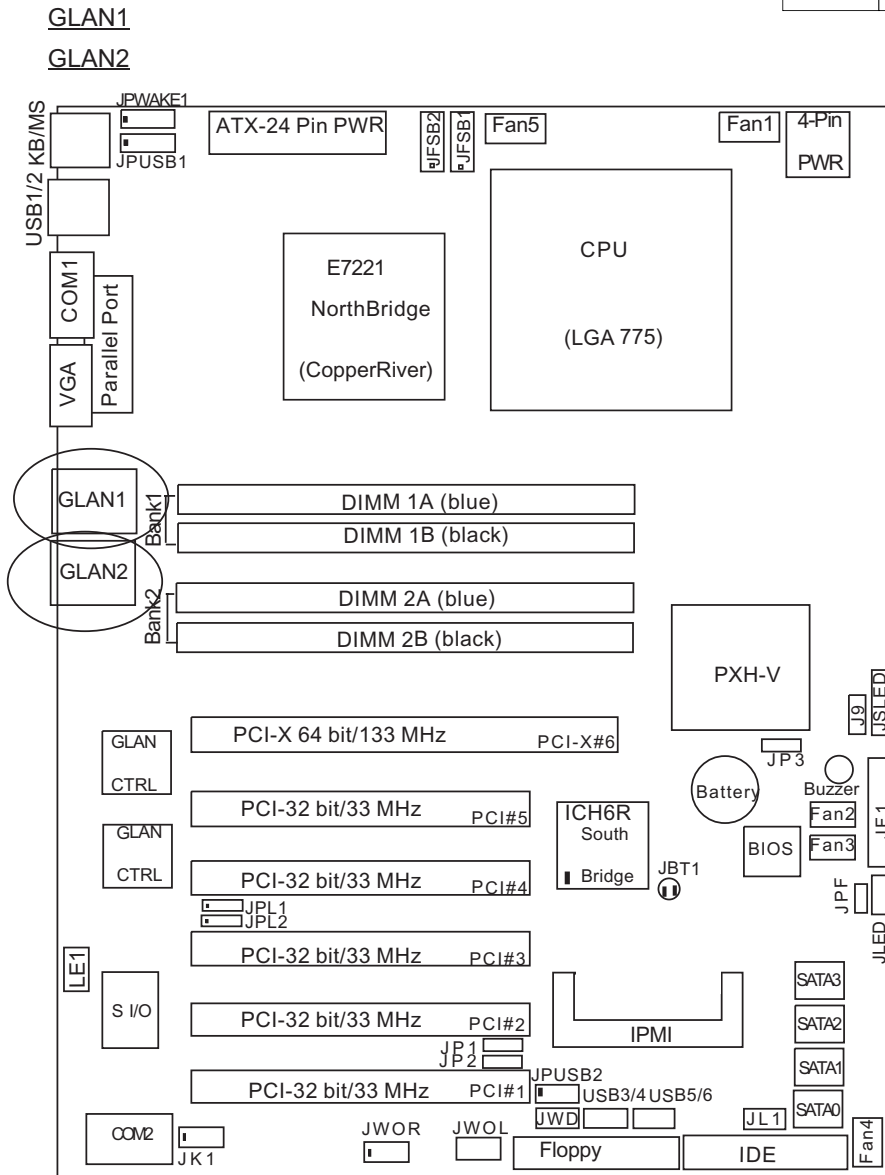 GLAN1
GLAN2
JPWAKE1
JPUSB1
KB/MS
USB1/2
ATX-24 Pin PWR
JFSB2
JFSB1
Fan5
Fan1
4-Pin
PWR
COM1
Parallel Port
VGA
E7221
NorthBridge
(CopperRiver)
CPU
(LGA 775)
GLAN1
GLAN2
Bank1
DIMM 1A (blue)
DIMM 1B (black)
Bank2
DIMM 2A (blue)
DIMM 2B (black)
PXH-V
J9
JSLED
JP3
GLAN
CTRL
PCI-X 64 bit/133 MHz
PCI-X#6
Battery
Buzzer
PCI-32 bit/33 MHz
PCI#5
ICH6R
South
Bridge
Fan2
Fan3
JF1
BIOS
GLAN
CTRL
PCI-32 bit/33 MHz
PCI#4
JBT1
JPF
JLED
JPL1
JPL2
PCI-32 bit/33 MHz
PCI#3
LE1
S I/O
PCI-32 bit/33 MHz
PCI#2
IPMI
SATA3
SATA2
SATA1
SATA0
JP1
JP2
PCI-32 bit/33 MHz
PCI#1
JPUSB2
USB3/4
USB5/6
JWD
JL1
COM2
JK1
JWOR
JWOL
Floppy
IDE
Fan4